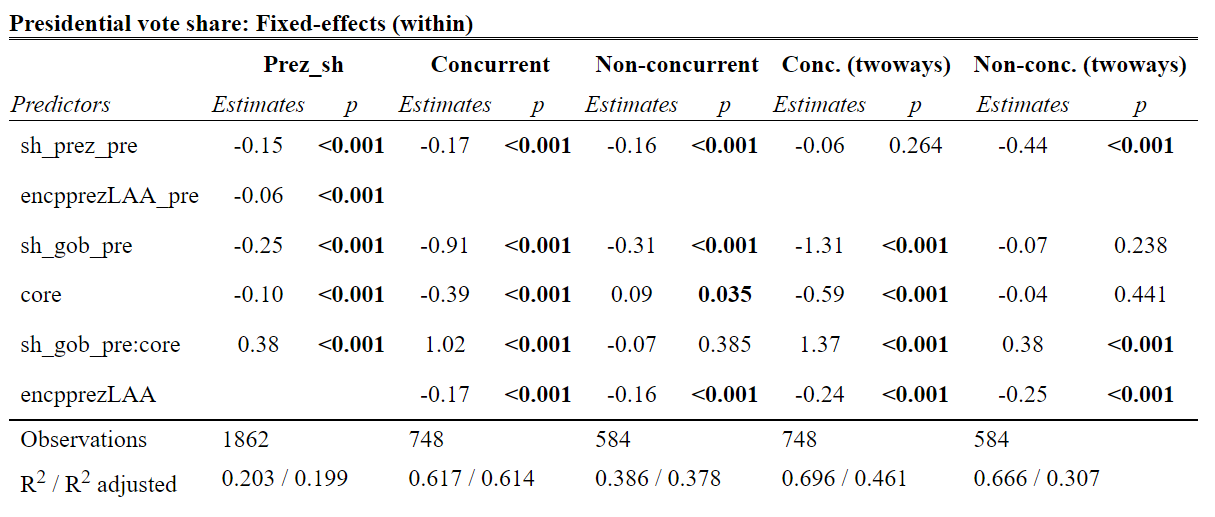 Presidential vote share: Fixed-effects (within)
Prez_sh Concurrent Non-concurrent Conc. (twoways) Non-conc. (twoways)
Predictors Estimates p Estimates p Estimates p Estimates p Estimates p
sh_prez_pre -0.15 <0.001 -0.17 <0.001 -0.16 <0.001 -0.06 0.264 -0.44 <0.001
encpprezLAA_pre -0.06 <0.001
sh_gob_pre -0.25 <0.001 -0.91 <0.001 -0.31 <0.001 -1.31 <0.001 -0.07 0.238
core -0.10 <0.001 -0.39 <0.001 0.09 0.035 -0.59 <0.001 -0.04 0.441
sh_gob_pre:core 0.38 <0.001 1.02 <0.001 -0.07 0.385 1.37 <0.001 0.38 <0.001
encpprezLAA -0.17 <0.001 -0.16 <0.001 -0.24 <0.001 -0.25 <0.001
Observations 1862 748 584 748 584
R2 / R2 adjusted 0.203 / 0.199 0.617 / 0.614 0.386 / 0.378 0.696 / 0.461 0.666 / 0.307